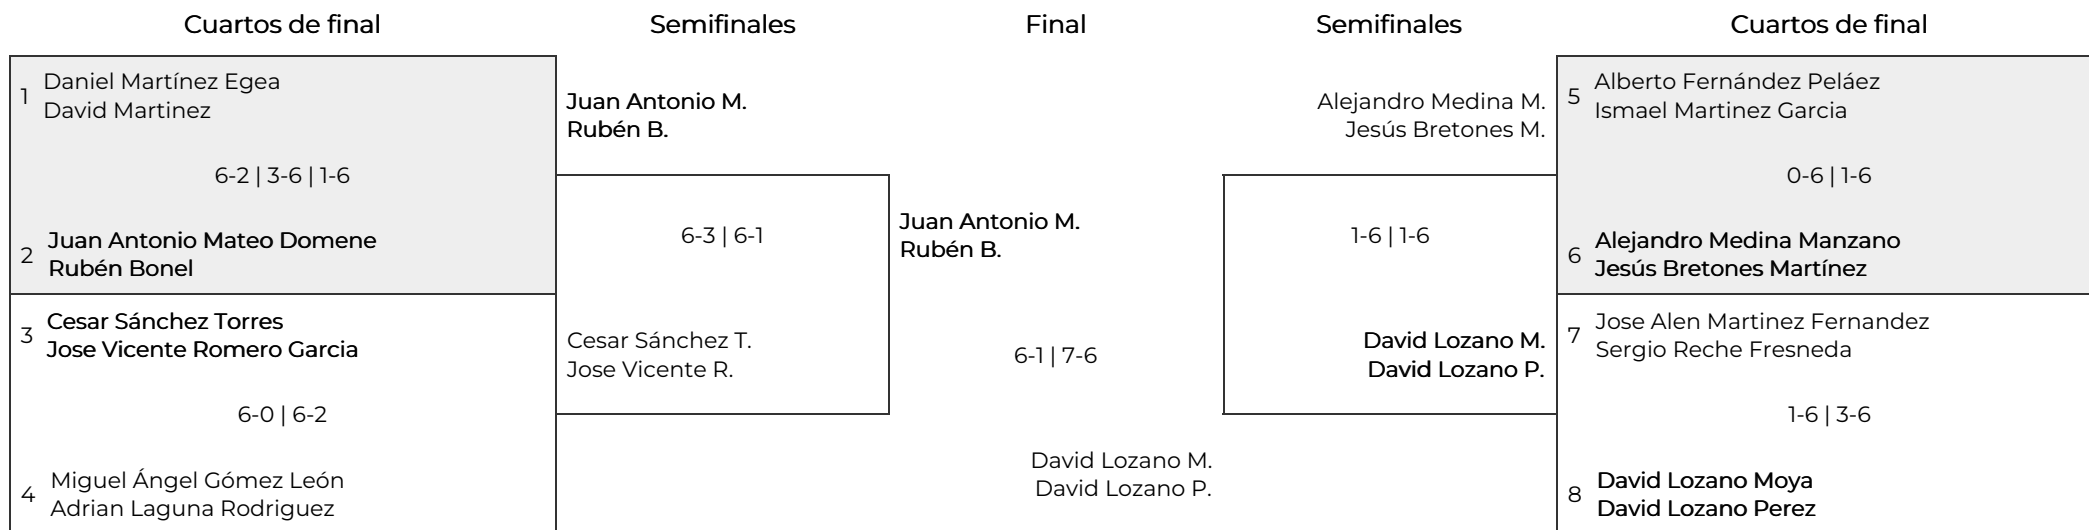 Cuartos de final
Semifinales
Final
Semifinales
Cuartos de final
1
Daniel Martínez Egea
David Martinez
6-2 | 3-6 | 1-6
2
Juan Antonio Mateo Domene
Rubén Bonel
3
Cesar Sánchez Torres
Jose Vicente Romero Garcia
6-0 | 6-2
4
Miguel Ángel Gómez León
Adrian Laguna Rodriguez
Juan Antonio M.
Rubén B.
6-3 | 6-1
Cesar Sánchez T.
Jose Vicente R.
Juan Antonio M.
Rubén B.
6-1 | 7-6
David Lozano M.
David Lozano P.
Alejandro Medina M.
Jesús Bretones M.
1-6 | 1-6
David Lozano M.
David Lozano P.
5
Alberto Fernández Peláez
Ismael Martinez Garcia
0-6 | 1-6
6
Alejandro Medina Manzano
Jesús Bretones Martínez
7
Jose Alen Martinez Fernandez
Sergio Reche Fresneda
1-6 | 3-6
8
David Lozano Moya
David Lozano Perez